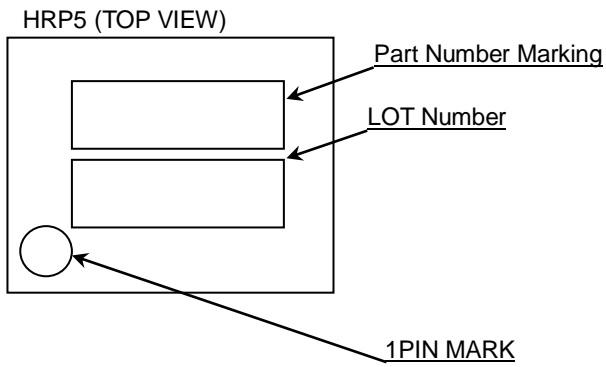 HRP5 (TOP VIEW)
Part Number Marking
LOT Number
1PIN MARK